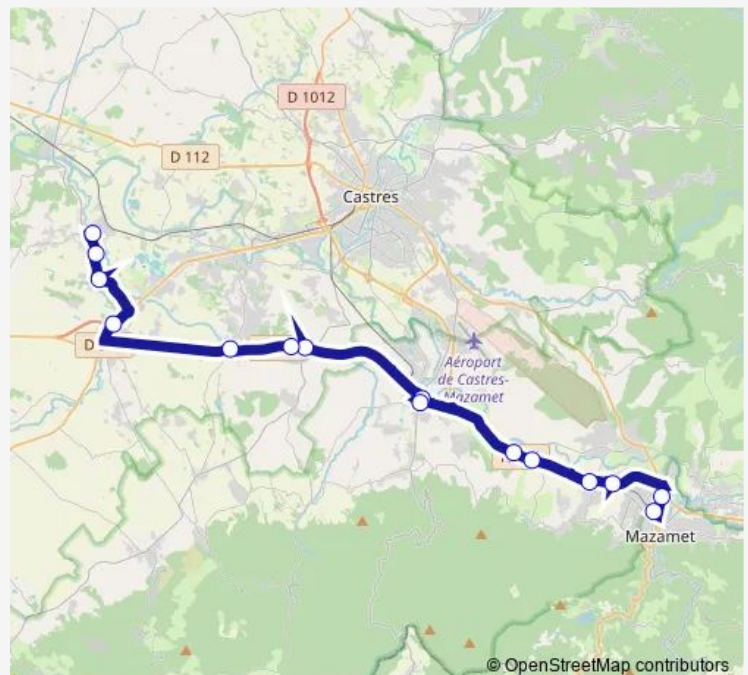 D 1012
D 112
Castres
D
Aéroport
de Castres-
Mazamet
Mazamet
© OpenStreetMap contributors